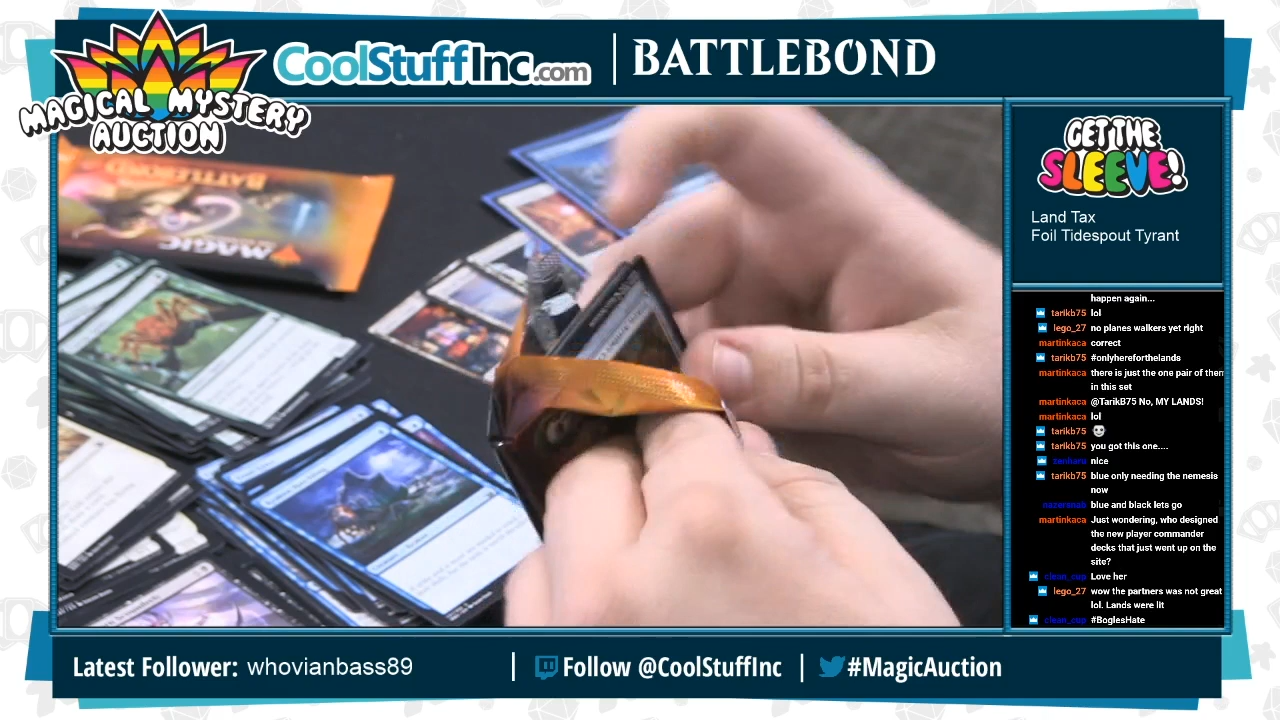 MAGICAL MYSTERY
AUCTION
CoolStuffInc.com
BATTLEBOND
GET THE
SLEEVE!
Land Tax
Foil Tidespout Tyrant
BATTLEBOND
MAGIC
happen again...
tarikb75 lol
lego_27 no planes walkers yet right
martinkaca correct
tarikb75 #onlyhereforthelands
martinkaca there is just the one pair of them
in this set
martinkaca @TarikB75 No, MY LANDS!
martinkaca lol
tarikb75
tarikb75 you got this one....
nice
tarikb75 blue only needing the nemesis
now
blue and black lets go
martinkaca Just wondering, who designed
the new player commander
decks that just went up on the
site?
clean_cup Love her
lego_27 wow the partners was not great
lol. Lands were lit
clean_cup #BoglesHate
Latest Follower: whovianbass89
Follow @CoolStuffInc
#MagicAuction